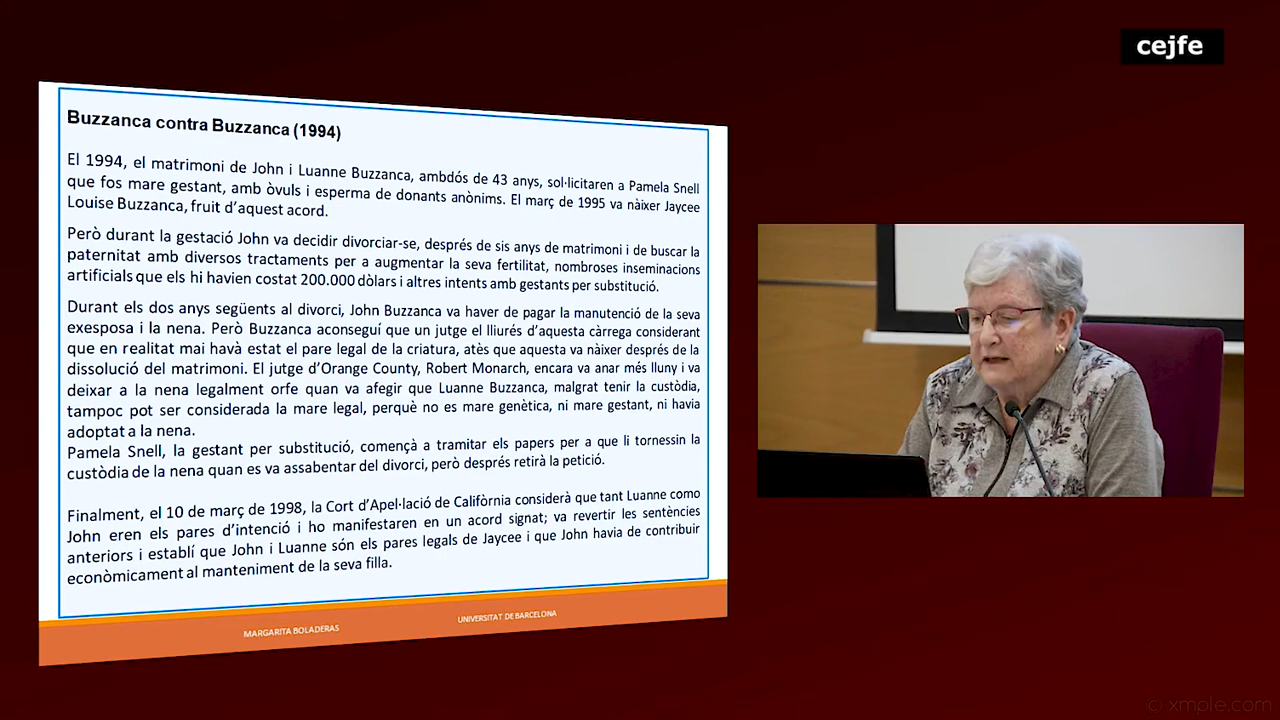 cejfe
Buzzanca contra Buzzanca (1994)
El 1994, el matrimoni de John i Luanne Buzzanca, ambdós de 43 anys, sol·licitaren a Pamela Snell
que fos mare gestant, amb òvuls i esperma de donants anònims. El març de 1995 va nàixer Jaycee
Louise Buzzanca, fruit d'aquest acord.
Però durant la gestació John va decidir divorciar-se, després de sis anys de matrimoni i de buscar la
paternitat amb diversos tractaments per a augmentar la seva fertilitat, nombroses inseminacions
artificials que els hi havien costat 200.000 dòlars i altres intents amb gestants per substitució.
Durant els dos anys següents al divorci, John Buzzanca va haver de pagar la manutenció de la seva
exesposa i la nena. Però Buzzanca aconseguí que un jutge el lliurés d'aquesta càrrega considerant
que en realitat mai havà estat el pare legal de la criatura, atès que aquesta va nàixer després de la
dissolució del matrimoni. El jutge d'Orange County, Robert Monarch, encara va anar més lluny i va
deixar a la nena legalment orfe quan va afegir que Luanne Buzzanca, malgrat tenir la custòdia,
tampoc pot ser considerada la mare legal, perquè no es mare genètica, ni mare gestant, ni havia
adoptat a la nena.
Pamela Snell, la gestant per substitució, començà a tramitar els papers per a que li tornessin la
custòdia de la nena quan es va assabentar del divorci, però després retirà la petició.
Finalment, el 10 de març de 1998, la Cort d'Apel·lació de Califòrnia considerà que tant Luanne como
John eren els pares d'intenció i ho manifestaren en un acord signat; va revertir les sentències
anteriors i establí que John i Luanne són els pares legals de Jaycee i que John havia de contribuir
econòmicament al manteniment de la seva filla.
MARGARITA BOLADERAS
UNIVERSITAT DE BARCELONA
© xmple.com